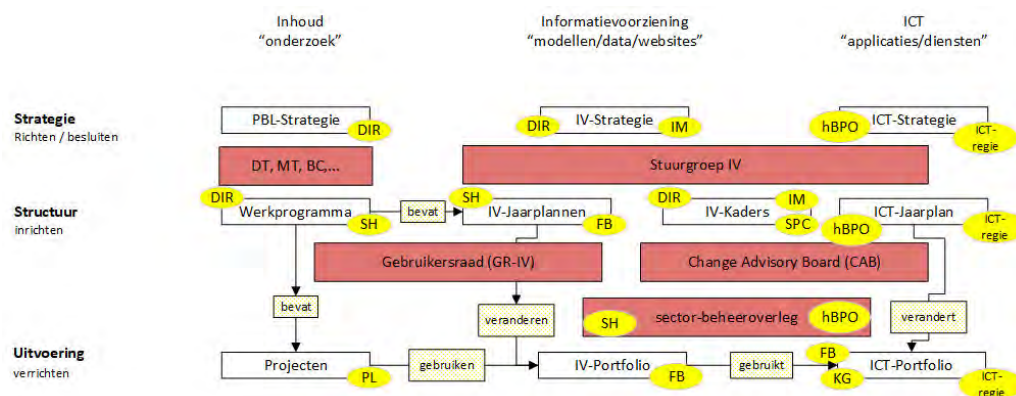 Inhoud
"onderzoek"
Informatievoorziening
"modellen/data/websites"
ICT
"applicaties/diensten"
Strategie
Richten / besluiten
PBL-Strategie
DIR
DIR
IV-Strategie
IM
hBPO
ICT-Strategie
ICT-
regie
DT, MT, BC,...
Stuurgroep IV
Structuur
inrichten
DIR
Werkprogramma
SH
bevat
SH
IV-Jaarplannen
FB
DIR
IV-Kaders
IM
SPC
hBPO
ICT-Jaarplan
ICT-
regie
Gebruikersraad (GR-IV)
Change Advisory Board (CAB)
bevat
veranderen
SH
sector-beheeroverleg
hBPO
verandert
Uitvoering
verrichten
Projecten
PL
gebruiken
IV-Portfolio
FB
gebruikt
FB
KG
ICT-Portfolio
ICT-
regie